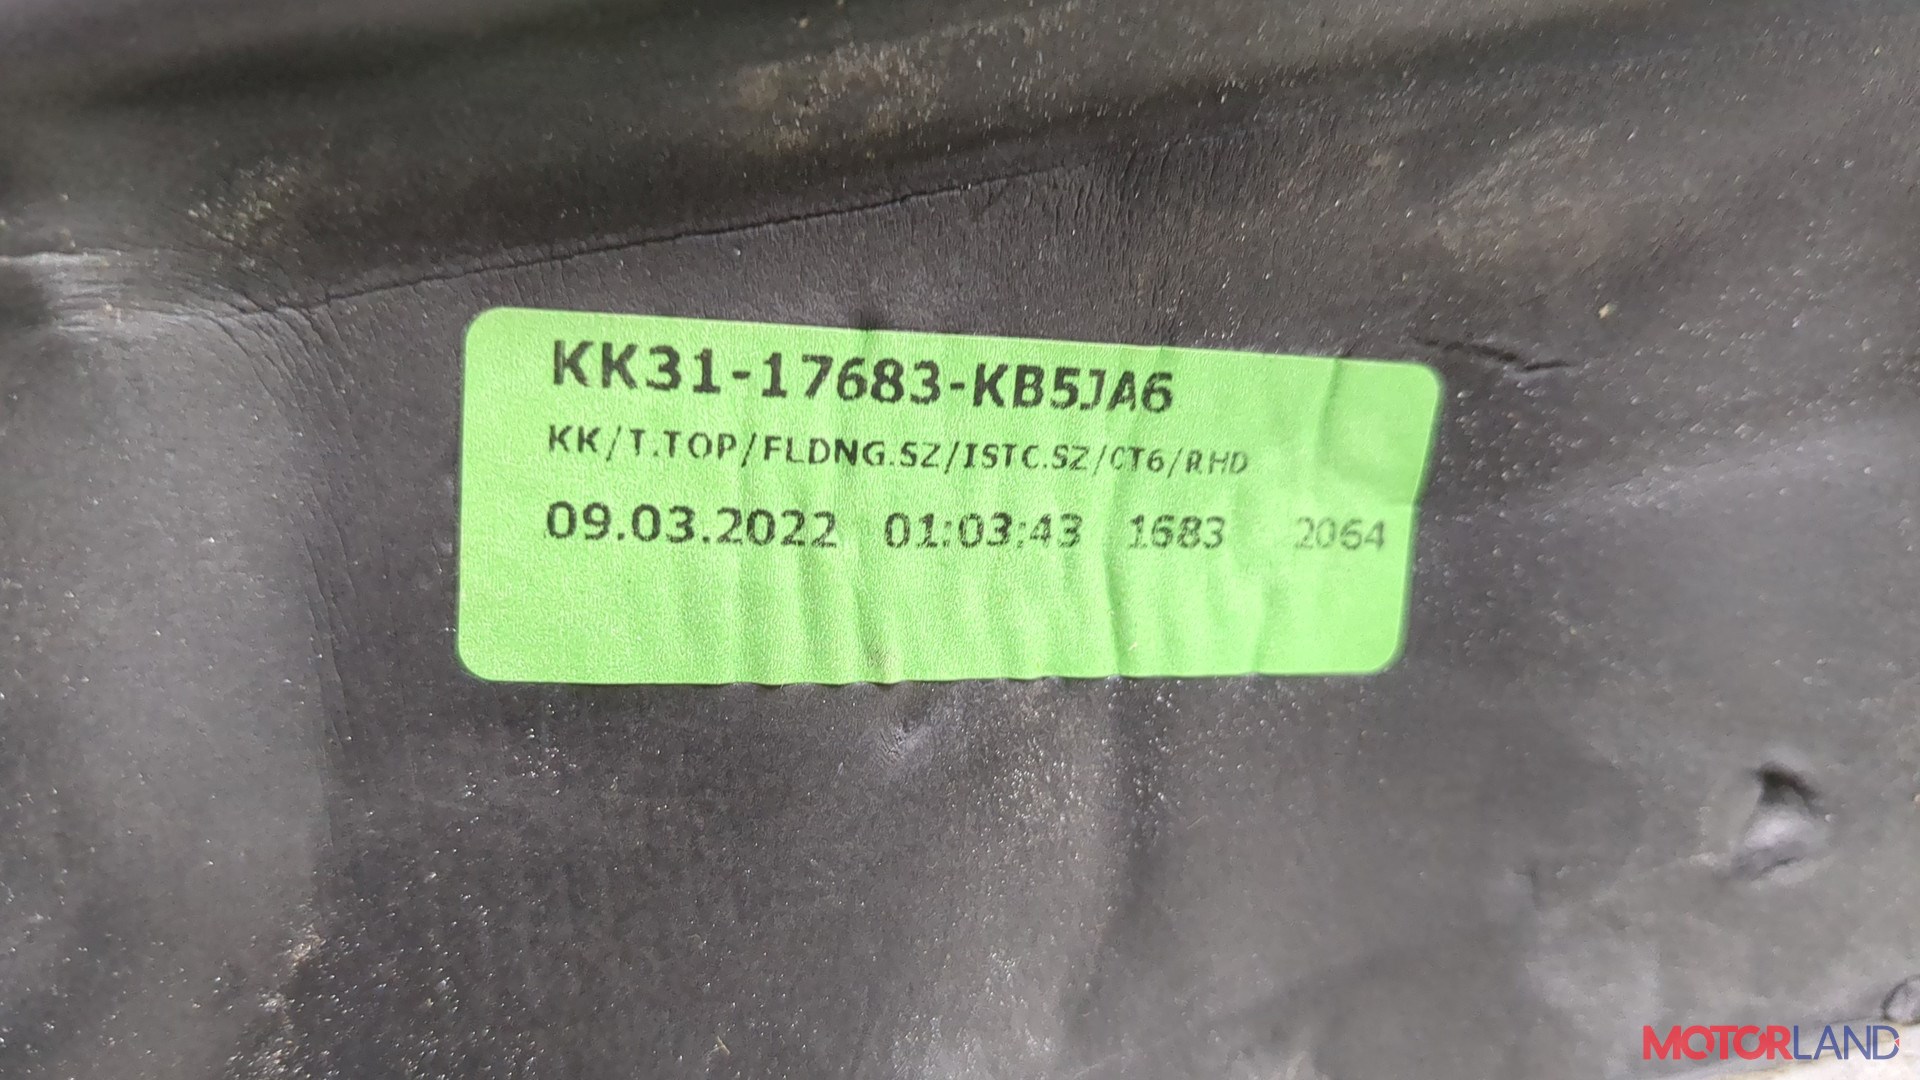 KK31-17683-KB5JA6
KK/T.TOP/FLDNG.SZ/ISTC.SZ/CT6/RHD
09.03.2022 01:03:43 1683 2064
MOTORLAND